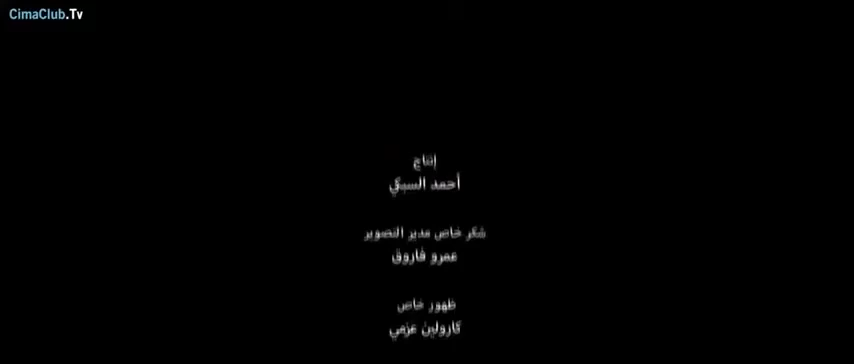 CimaClub.Tv
إنتاج
أحمد السبكي
شكر خاص مدير التصوير
عمرو فاروق
ظهور خاص
كارولين عزمي